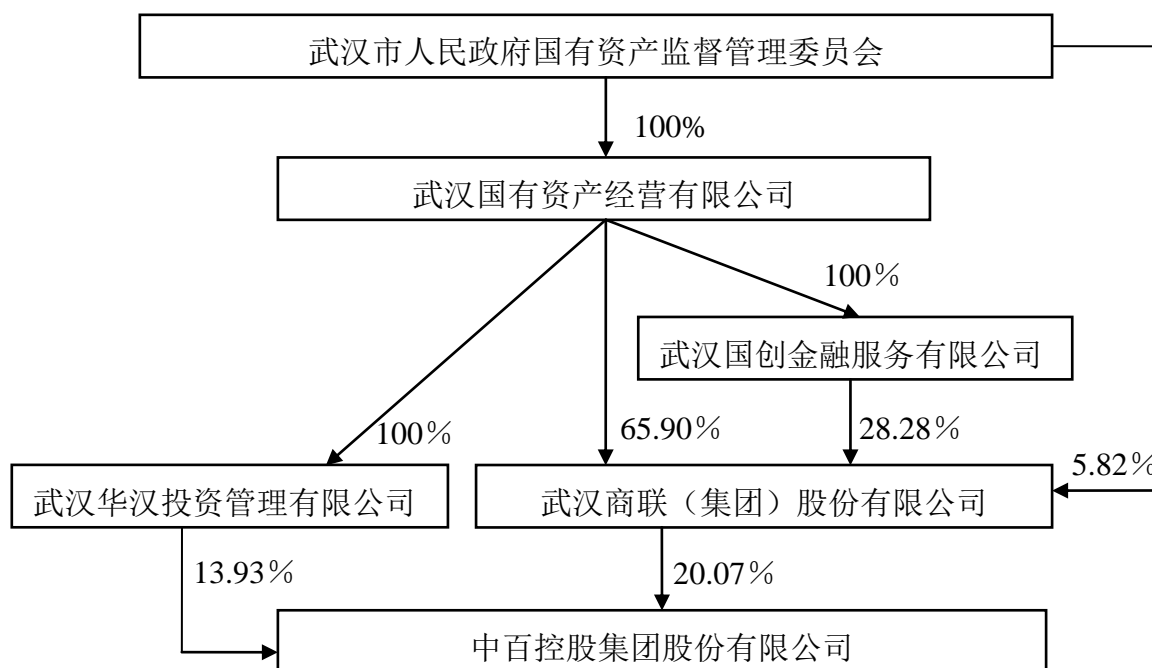 武汉市人民政府国有资产监督管理委员会
100%
武汉国有资产经营有限公司
100％
武汉国创金融服务有限公司
100％
65.90％
28.28％
5.82％
武汉华汉投资管理有限公司
武汉商联（集团）股份有限公司
13.93％
20.07％
中百控股集团股份有限公司